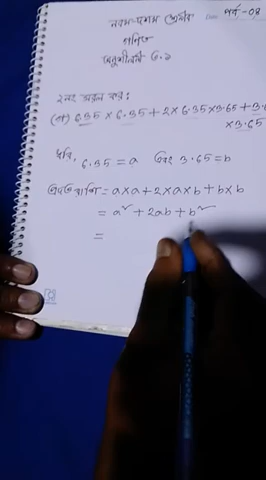 নবম-দশম শ্রেণির
পর্ব-০৪
গণিত
অনুশীলনী ৩.১
২নং সরল কর:
(গ) 6.35 × 6.35 + 2 × 6.35 × 3.65 + 3.65
× 3.65
ধরি, 6.35 = a এবং 3.65 = b
প্রদত্ত রাশি = a×a + 2×a×b + b×b
= a² + 2ab + b²
=